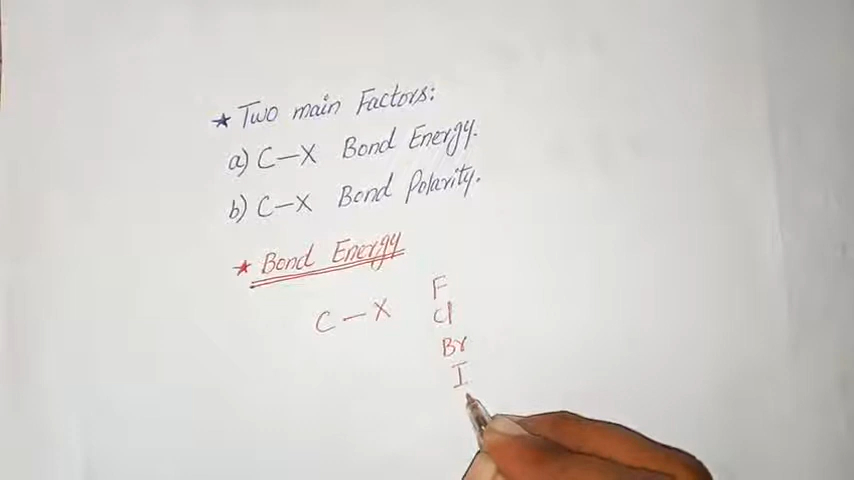 ★ Two main Factors:
a) C—X Bond Energy.
b) C—X Bond Polarity.
★ Bond Energy
C—X
F
Cl
Br
I